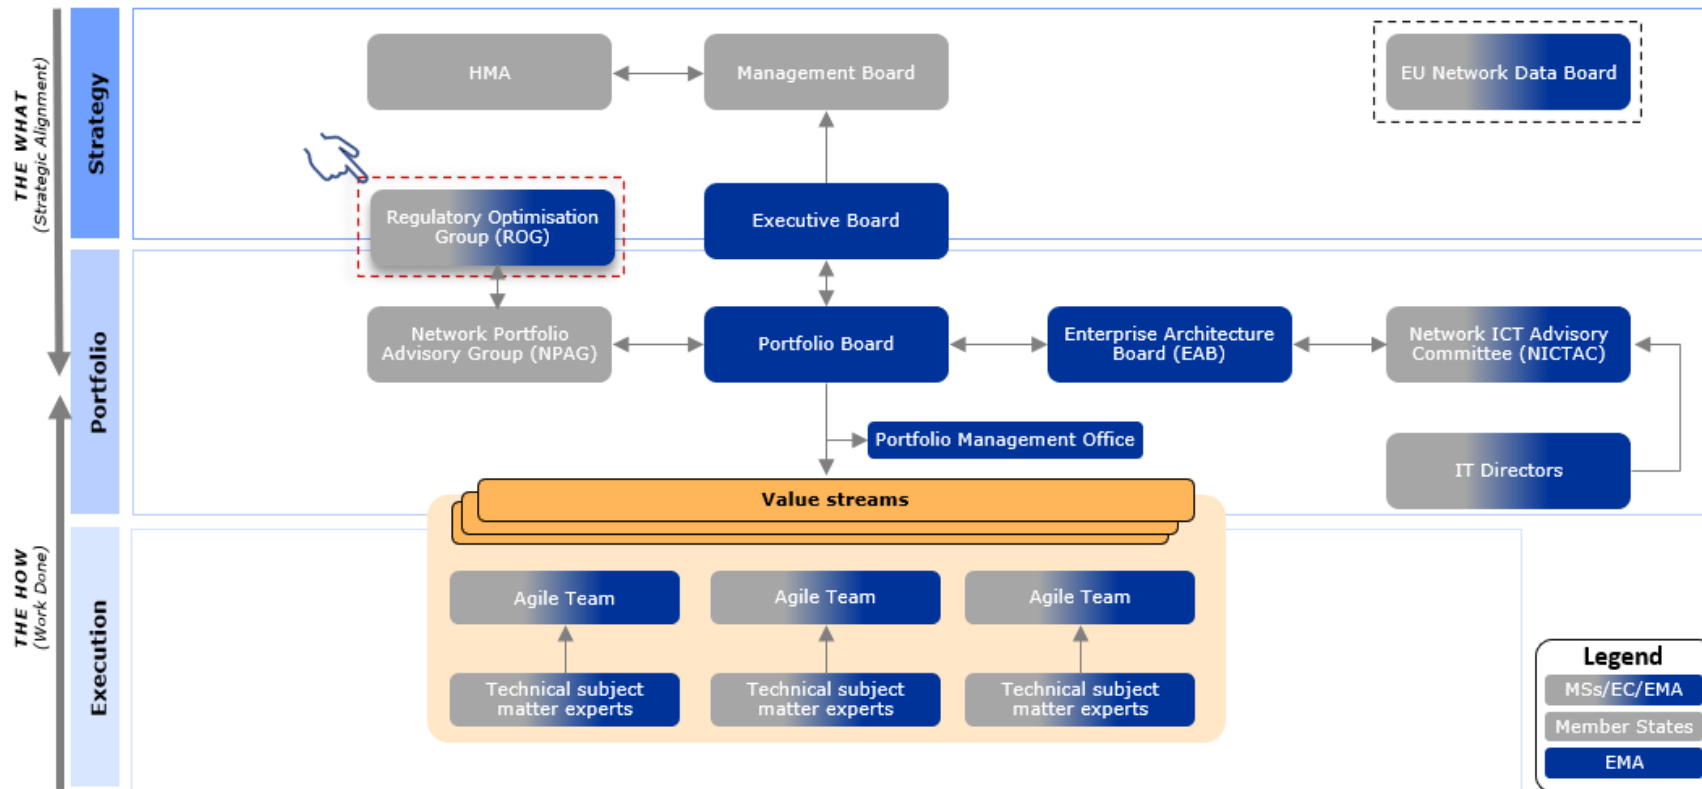 THE WHAT
(Strategic Alignment)
Strategy
HMA
Management Board
EU Network Data Board
Regulatory Optimisation
Group (ROG)
Executive Board
Portfolio
Network Portfolio
Advisory Group (NPAG)
Portfolio Board
Enterprise Architecture
Board (EAB)
Network ICT Advisory
Committee (NICTAC)
Portfolio Management Office
IT Directors
THE HOW
(Work Done)
Value streams
Execution
Agile Team
Agile Team
Agile Team
Technical subject
matter experts
Technical subject
matter experts
Technical subject
matter experts
Legend
MSs/EC/EMA
Member States
EMA